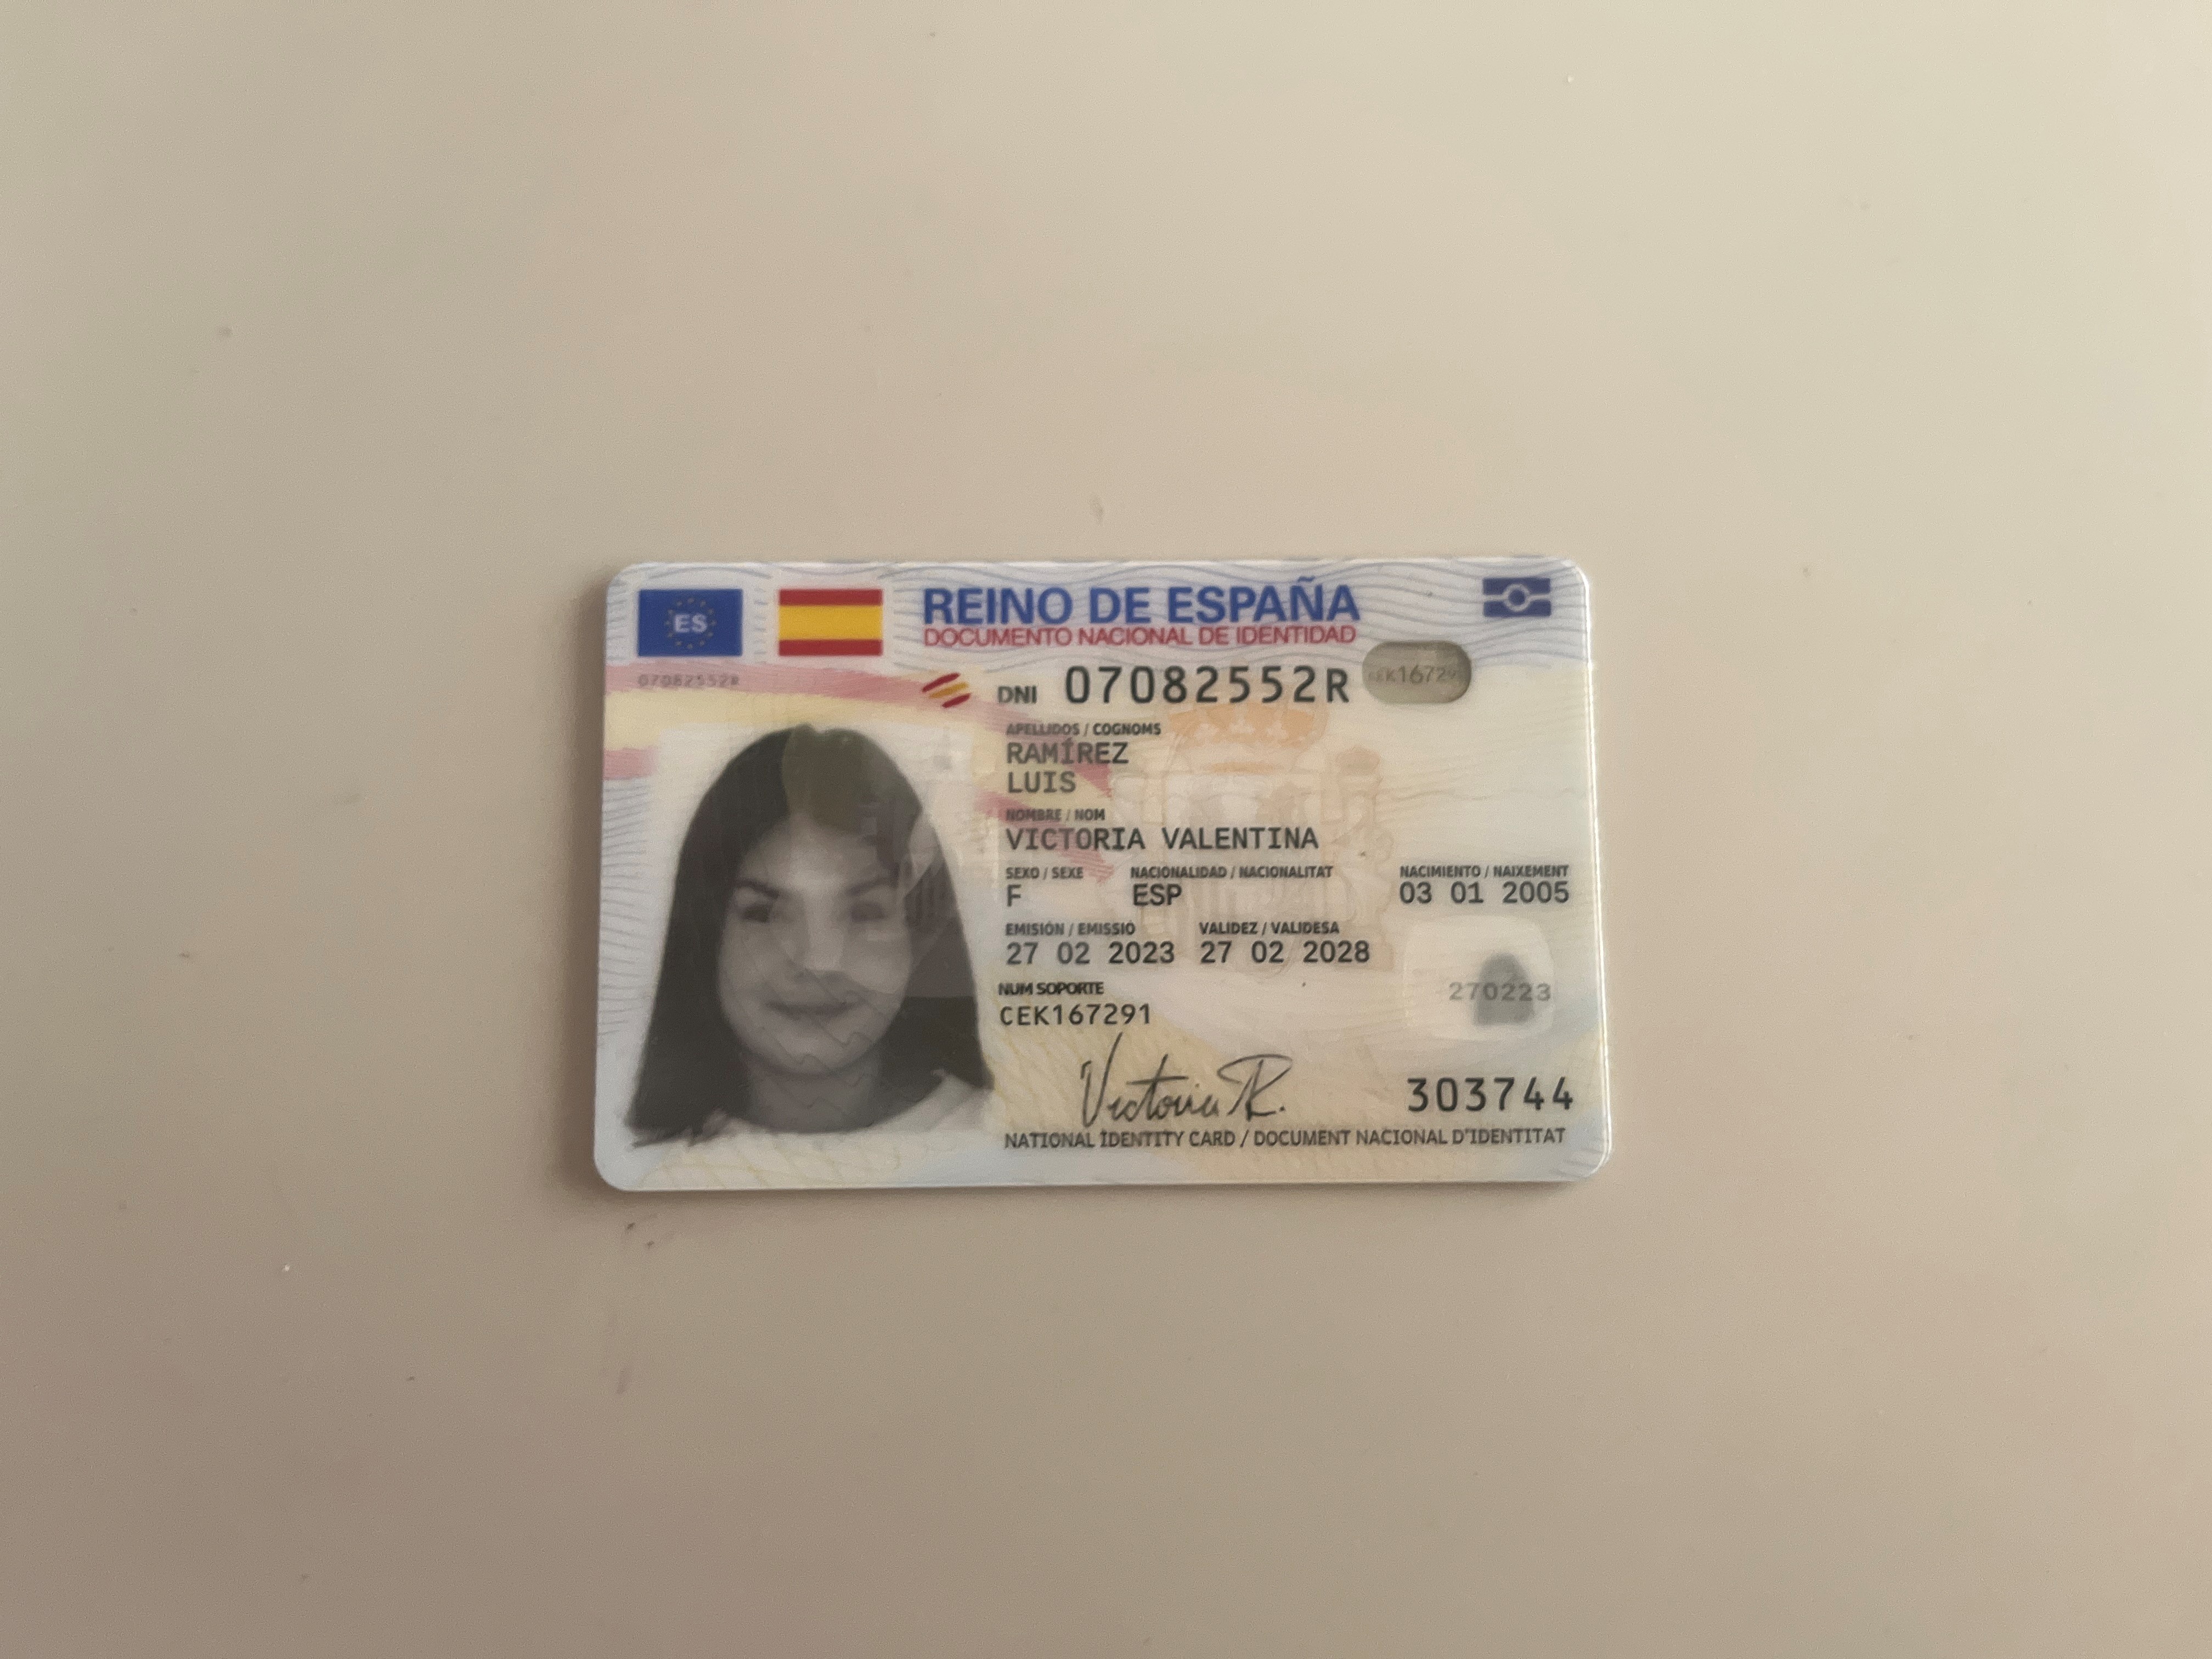 ES
REINO DE ESPAÑA
DOCUMENTO NACIONAL DE IDENTIDAD
07082552R
DNI 07082552R
APELLIDOS / COGNOMS
RAMÍREZ
LUIS
NOMBRE / NOM
VICTORIA VALENTINA
SEXO / SEXE NACIONALIDAD / NACIONALITAT NACIMIENTO / NAIXEMENT
F ESP 03 01 2005
EMISIÓN / EMISSIÓ VALIDEZ / VALIDESA
27 02 2023 27 02 2028
NUM SOPORTE
CEK167291
270223
Victoria R.
303744
NATIONAL IDENTITY CARD / DOCUMENT NACIONAL D'IDENTITAT